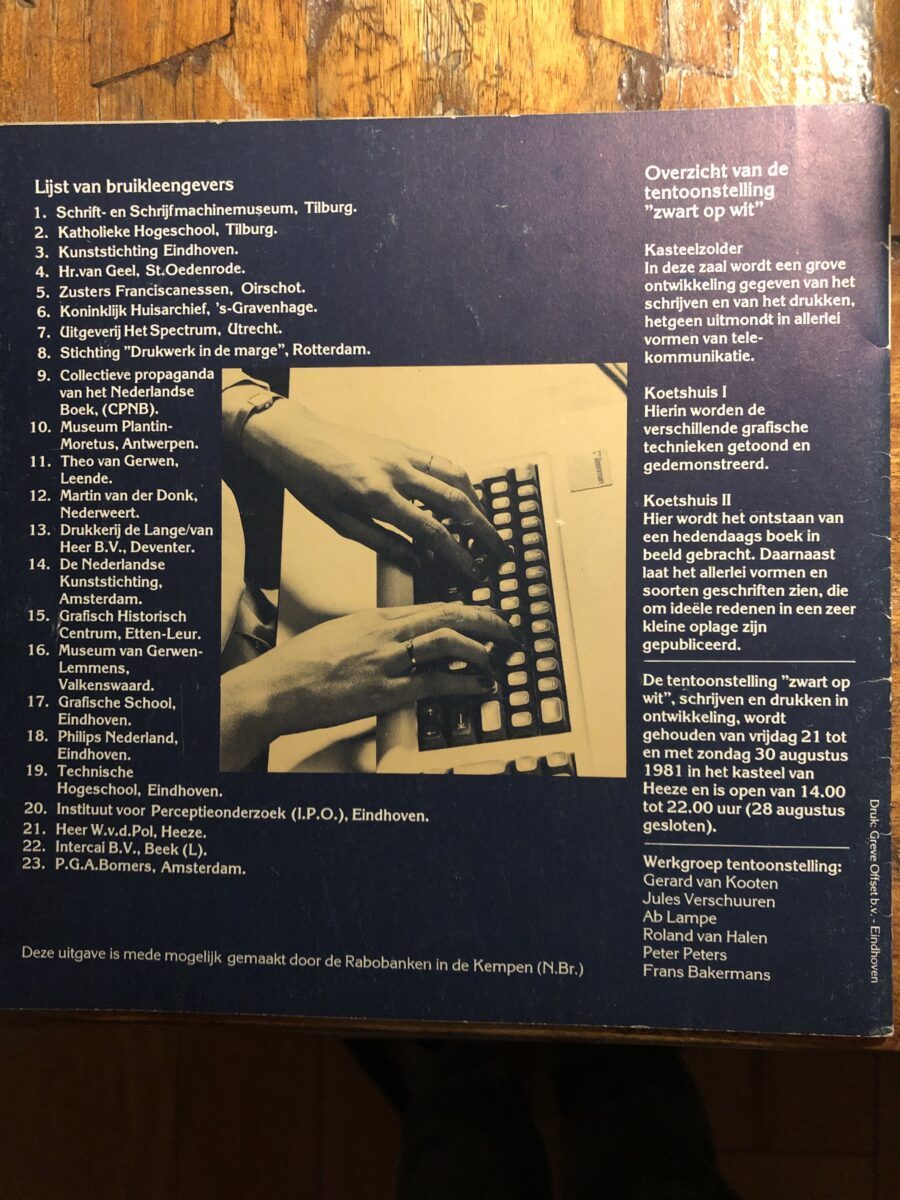 Lijst van bruikleengevers
1. Schrift- en Schrijfmachinemuseum, Tilburg.
2. Katholieke Hogeschool, Tilburg.
3. Kunststichting Eindhoven.
4. Hr.van Geel, St.Oedenrode.
5. Zusters Franciscanessen, Oirschot.
6. Koninklijk Huisarchief, 's-Gravenhage.
7. Uitgeverij Het Spectrum, Utrecht.
8. Stichting "Drukwerk in de marge", Rotterdam.
9. Collectieve propaganda
van het Nederlandse
Boek, (CPNB).
10. Museum Plantin-
Moretus, Antwerpen.
11. Theo van Gerwen,
Leende.
12. Martin van der Donk,
Nederweert.
13. Drukkerij de Lange/van
Heer B.V., Deventer.
14. De Nederlandse
Kunststichting,
Amsterdam.
15. Grafisch Historisch
Centrum, Etten-Leur.
16. Museum van Gerwen-
Lemmens,
Valkenswaard.
17. Grafische School,
Eindhoven.
18. Philips Nederland,
Eindhoven.
19. Technische
Hogeschool, Eindhoven.
20. Instituut voor Perceptieonderzoek (I.P.O.), Eindhoven.
21. Heer W.v.d.Pol, Heeze.
22. Intercai B.V., Beek (L).
23. P.G.A.Bomers, Amsterdam.
Deze uitgave is mede mogelijk gemaakt door de Rabobanken in de Kempen (N.Br.)
Overzicht van de
tentoonstelling
"zwart op wit"
Kasteelzolder
In deze zaal wordt een grove
ontwikkeling gegeven van het
schrijven en van het drukken,
hetgeen uitmondt in allerlei
vormen van tele-
kommunikatie.
Koetshuis I
Hierin worden de
verschillende grafische
technieken getoond en
gedemonstreerd.
Koetshuis II
Hier wordt het ontstaan van
een hedendaags boek in
beeld gebracht. Daarnaast
laat het allerlei vormen en
soorten geschriften zien, die
om ideële redenen in een zeer
kleine oplage zijn
gepubliceerd.
De tentoonstelling "zwart op
wit", schrijven en drukken in
ontwikkeling, wordt
gehouden van vrijdag 21 tot
en met zondag 30 augustus
1981 in het kasteel van
Heeze en is open van 14.00
tot 22.00 uur (28 augustus
gesloten).
Werkgroep tentoonstelling:
Gerard van Kooten
Jules Verschuuren
Ab Lampe
Roland van Halen
Peter Peters
Frans Bakermans
Druk: Greve Offset b.v. - Eindhoven